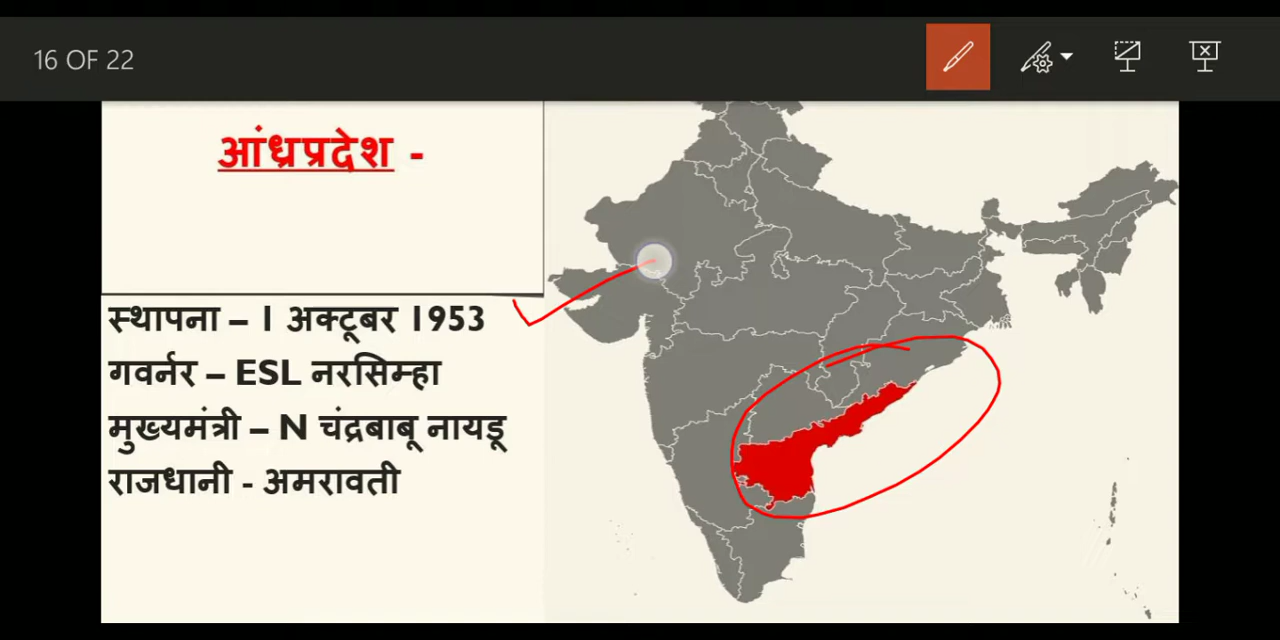 16 OF 22
आंध्रप्रदेश -
स्थापना – 1 अक्टूबर 1953
गवर्नर – ESL नरसिम्हा
मुख्यमंत्री – N चंद्रबाबू नायडू
राजधानी - अमरावती